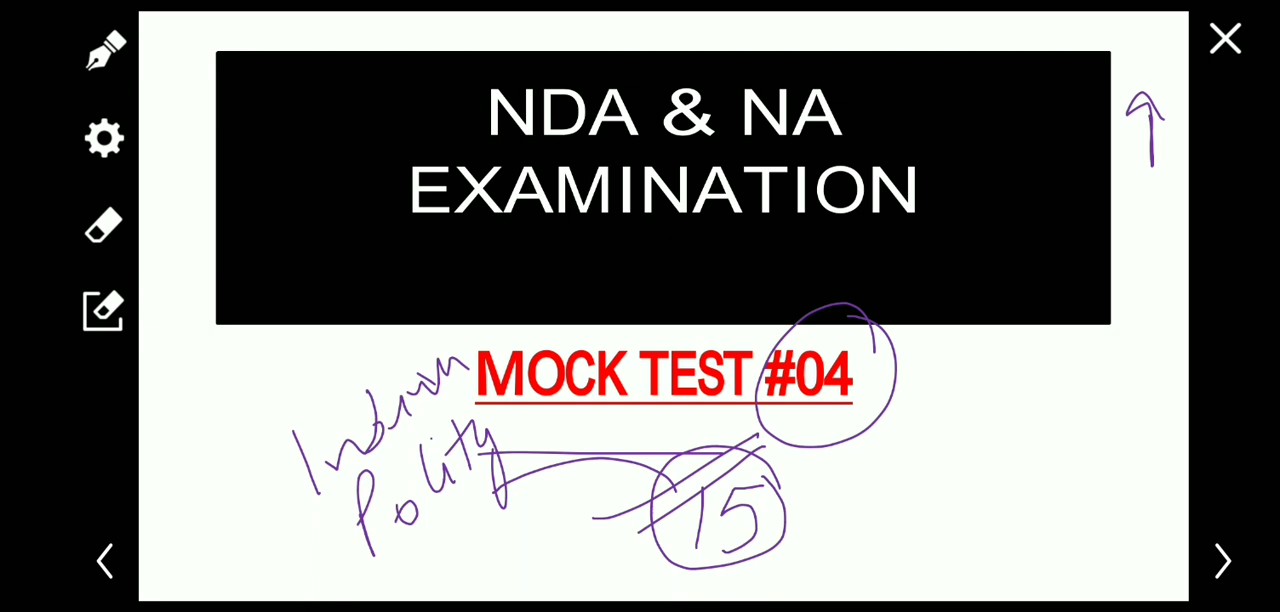 NDA & NA
EXAMINATION
MOCK TEST #04
Indian
Polity
15